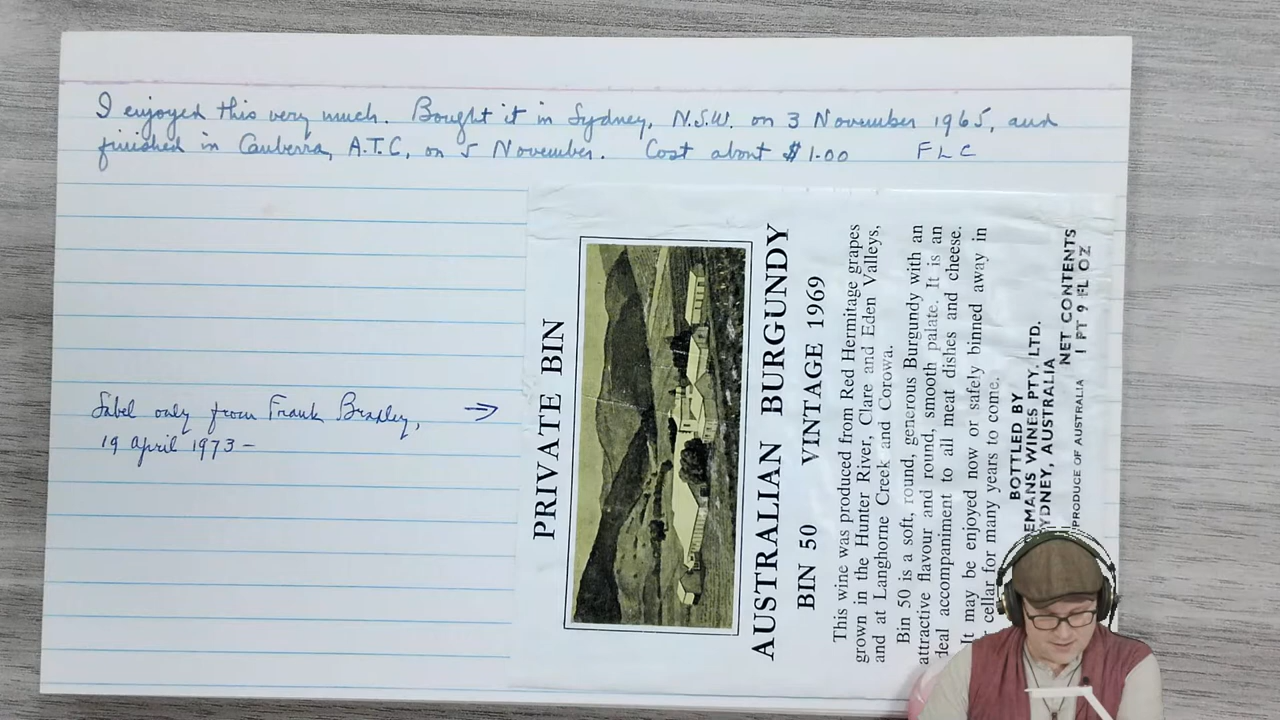 I enjoyed this very much. Bought it in Sydney, N.S.W. on 3 November 1965, and
finished in Canberra, A.T.C, on 5 November. Cost about $1.00 FLC
Label only from Frank Bradley, →
19 April 1973 –
PRIVATE BIN
AUSTRALIAN BURGUNDY
BIN 50 VINTAGE 1969
This wine was produced from Red Hermitage grapes
grown in the Hunter River, Clare and Eden Valleys,
and at Langhorne Creek and Corowa.
Bin 50 is a soft, round, generous Burgundy with an
attractive flavour and round, smooth palate. It is an
deal accompaniment to all meat dishes and cheese.
It may be enjoyed now or safely binned away in
cellar for many years to come.
BOTTLED BY
EMANS WINES PTY. LTD.
YDNEY, AUSTRALIA
NET CONTENTS
PRODUCE OF AUSTRALIA 1 PT 9 FL OZ